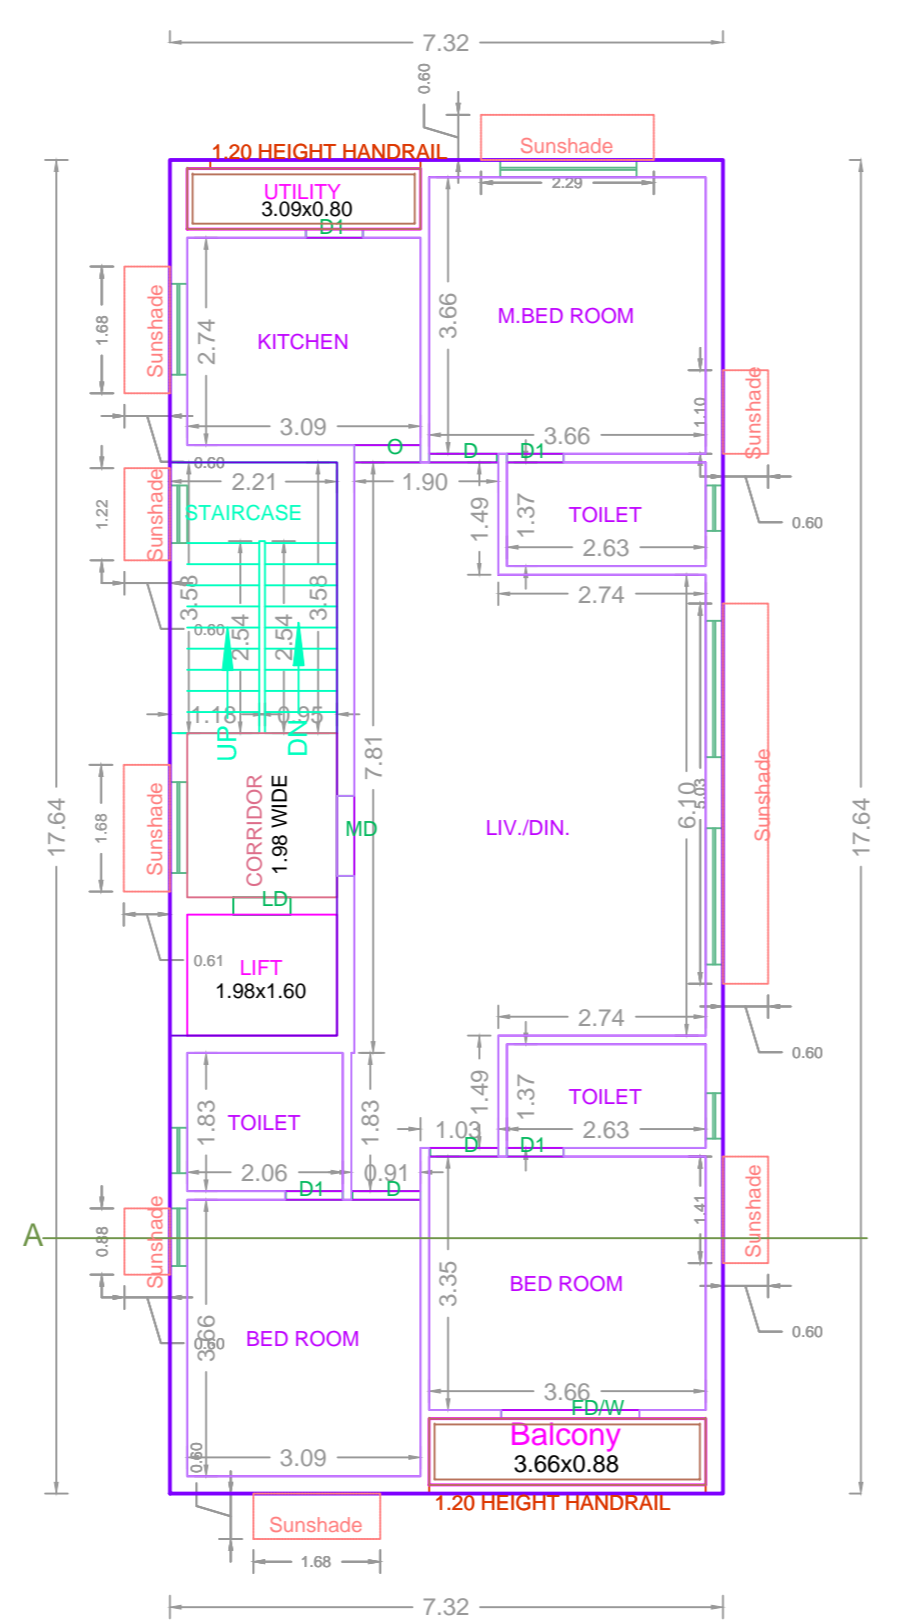 7.32
0.60
Sunshade
1.20 HEIGHT HANDRAIL
2.29
UTILITY
3.09x0.80
D1
M.BED ROOM
3.66
3.66
Sunshade
1.68
0.60
KITCHEN
2.74
3.09
O
D
D1
Sunshade
1.10
0.60
Sunshade
1.22
0.60
2.21
STAIRCASE
3.58
3.58
2.54
2.54
1.18
0.95
UP
DN
1.90
1.49
1.37
TOILET
2.63
2.74
7.81
17.64
17.64
CORRIDOR
1.98 WIDE
MD
LD
LIV./DIN.
6.10
5.03
Sunshade
0.60
Sunshade
1.68
0.61
LIFT
1.98x1.60
2.74
TOILET
1.83
2.06
1.83
0.91
1.03
1.49
1.37
TOILET
2.63
D
D1
D1
D
A
Sunshade
0.88
0.60
3.66
BED ROOM
3.09
3.35
BED ROOM
3.66
1.41
Sunshade
0.60
FD/W
Balcony
3.66x0.88
1.20 HEIGHT HANDRAIL
0.60
Sunshade
1.68
7.32